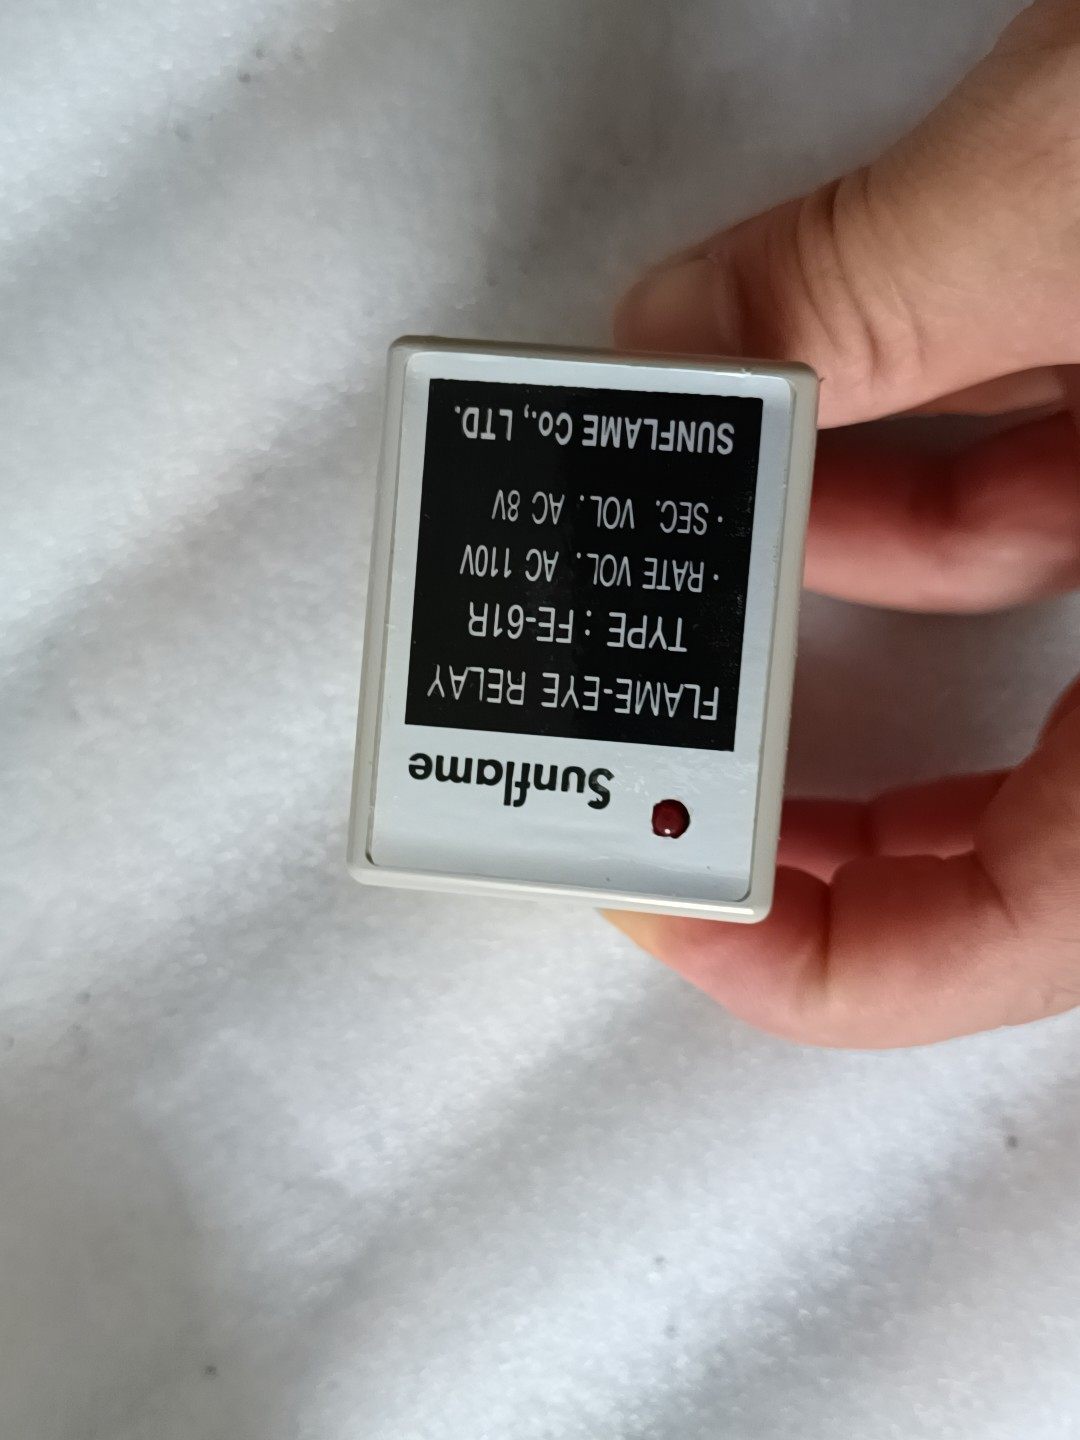 Sunflame
FLAME-EYE RELAY
TYPE : FE-61R
· RATE VOL. AC 110V
· SEC. VOL. AC 8V
SUNFLAME Co., LTD.